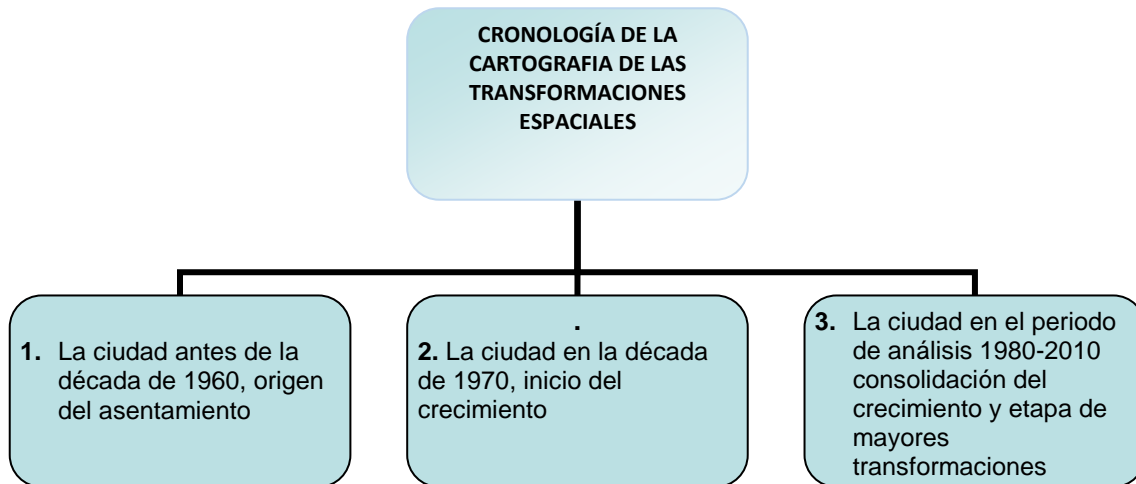 CRONOLOGÍA DE LA
CARTOGRAFIA DE LAS
TRANSFORMACIONES
ESPACIALES
1. La ciudad antes de la
década de 1960, origen
del asentamiento
.
2. La ciudad en la década
de 1970, inicio del
crecimiento
3. La ciudad en el periodo
de análisis 1980-2010
consolidación del
crecimiento y etapa de
mayores
transformaciones